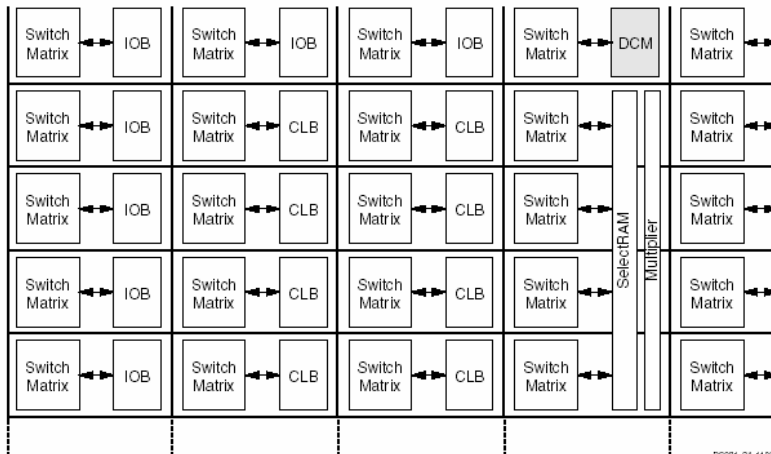 Switch
Matrix
IOB
Switch
Matrix
IOB
Switch
Matrix
IOB
Switch
Matrix
DCM
Switch
Matrix
Switch
Matrix
IOB
Switch
Matrix
CLB
Switch
Matrix
CLB
Switch
Matrix
Switch
Matrix
Switch
Matrix
IOB
Switch
Matrix
CLB
Switch
Matrix
CLB
Switch
Matrix
SelectRAM
Multiplier
Switch
Matrix
Switch
Matrix
IOB
Switch
Matrix
CLB
Switch
Matrix
CLB
Switch
Matrix
Switch
Matrix
Switch
Matrix
IOB
Switch
Matrix
CLB
Switch
Matrix
CLB
Switch
Matrix
Switch
Matrix